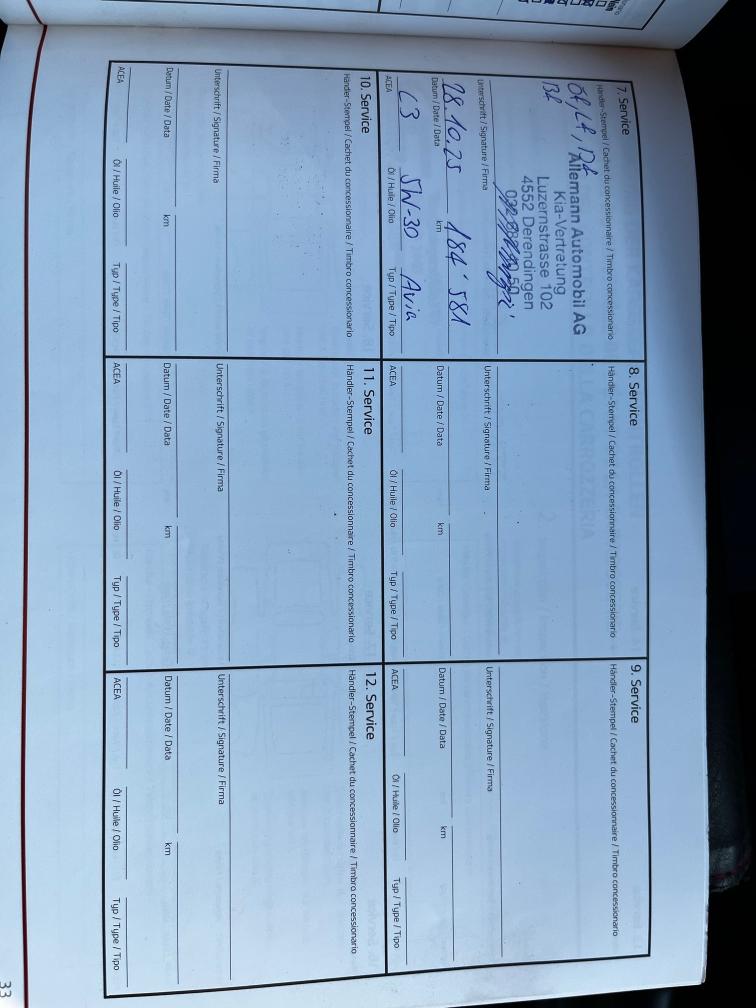 7. Service
Händler-Stempel / Cachet du concessionnaire / Timbro concessionario
Öf, Lf, Pf
Bf
Allemann Automobil AG
Kia-Vertretung
Luzernstrasse 102
4552 Derendingen
Unterschrift / Signature / Firma
28.10.25 184'581
Datum / Date / Data km
C3 5W-30 Avia
ACEA Öl / Huile / Olio Typ / Type / Tipo
8. Service
Händler-Stempel / Cachet du concessionnaire / Timbro concessionario
Unterschrift / Signature / Firma
Datum / Date / Data km
ACEA Öl / Huile / Olio Typ / Type / Tipo
9. Service
Händler-Stempel / Cachet du concessionnaire / Timbro concessionario
Unterschrift / Signature / Firma
Datum / Date / Data km
ACEA Öl / Huile / Olio Typ / Type / Tipo
10. Service
Händler-Stempel / Cachet du concessionnaire / Timbro concessionario
Unterschrift / Signature / Firma
Datum / Date / Data km
ACEA Öl / Huile / Olio Typ / Type / Tipo
11. Service
Händler-Stempel / Cachet du concessionnaire / Timbro concessionario
Unterschrift / Signature / Firma
Datum / Date / Data km
ACEA Öl / Huile / Olio Typ / Type / Tipo
12. Service
Händler-Stempel / Cachet du concessionnaire / Timbro concessionario
Unterschrift / Signature / Firma
Datum / Date / Data km
ACEA Öl / Huile / Olio Typ / Type / Tipo
33